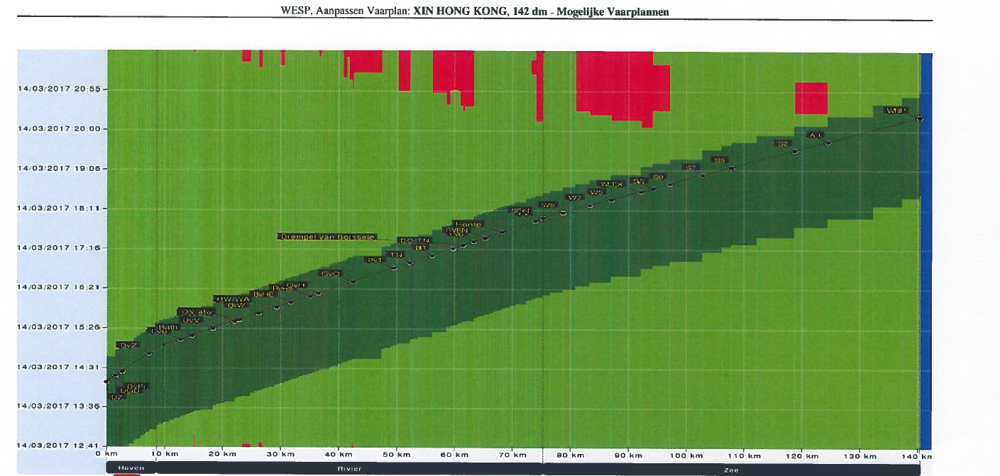 WESP, Aanpassen Vaarplan: XIN HONG KONG, 142 dm - Mogelijke Vaarplannen
14/03/2017 20:55
14/03/2017 20:00
14/03/2017 19:06
14/03/2017 18:11
14/03/2017 17:16
14/03/2017 16:21
14/03/2017 15:26
14/03/2017 14:31
14/03/2017 13:36
14/03/2017 12:41
WNP
A1
S2
S5
S7
S9
WLEX
W5
W7
W9
Honte
Drempel van Borssele
TN
PvT
GvO
BvHE
HW/WA
DvW
OV afw
DvV
Bath
DvB
DvZ
DZ
0 km 10 km 20 km 30 km 40 km 50 km 60 km 70 km 80 km 90 km 100 km 110 km 120 km 130 km 140 km
Haven Rivier Zee